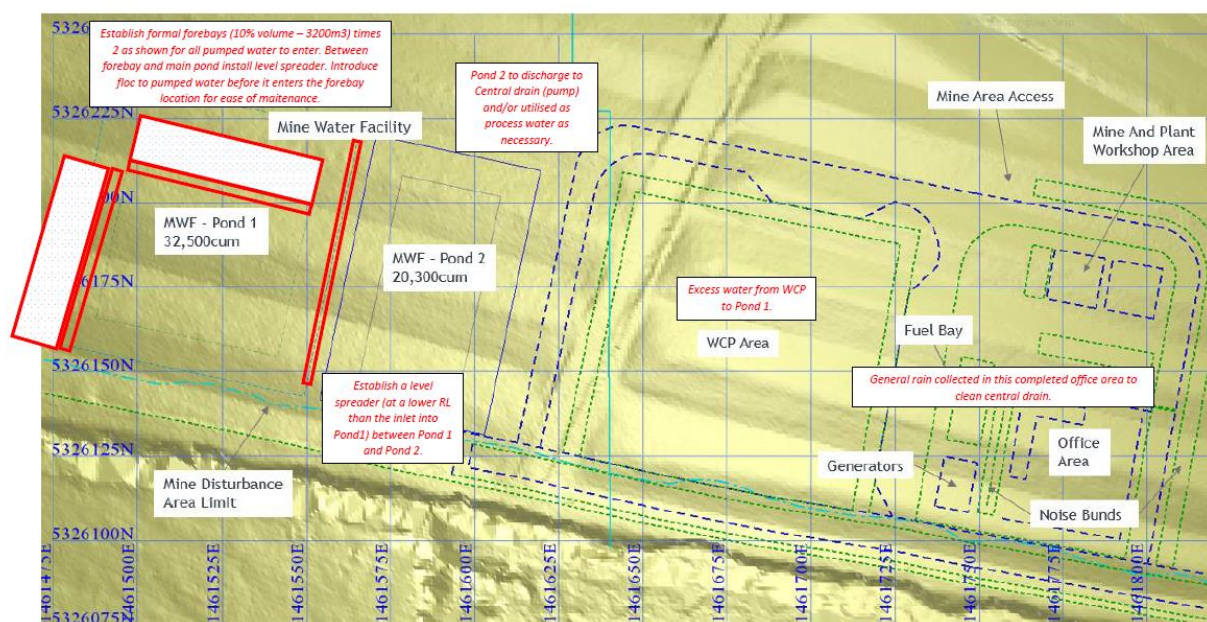 Establish formal forebays (10% volume – 3200m3) times
2 as shown for all pumped water to enter. Between
forebay and main pond install level spreader. Introduce
floc to pumped water before it enters the forebay
location for ease of maitenance.
Pond 2 to discharge to
Central drain (pump)
and/or utilised as
process water as
necessary.
Mine Area Access
Mine And Plant
Workshop Area
5326225N
Mine Water Facility
MWF - Pond 1
32,500cum
MWF - Pond 2
20,300cum
Excess water from WCP
to Pond 1.
WCP Area
Fuel Bay
5326150N
General rain collected in this completed office area to
clean central drain.
Establish a level
spreader (at a lower RL
than the inlet into
Pond1) between Pond 1
and Pond 2.
5326125N
Office
Area
Generators
Mine Disturbance
Area Limit
Noise Bunds
5326100N
5326075N
1461475E
1461500E
1461525E
1461550E
1461575E
1461600E
1461625E
1461650E
1461675E
1461700E
1461725E
1461750E
1461775E
1461800E